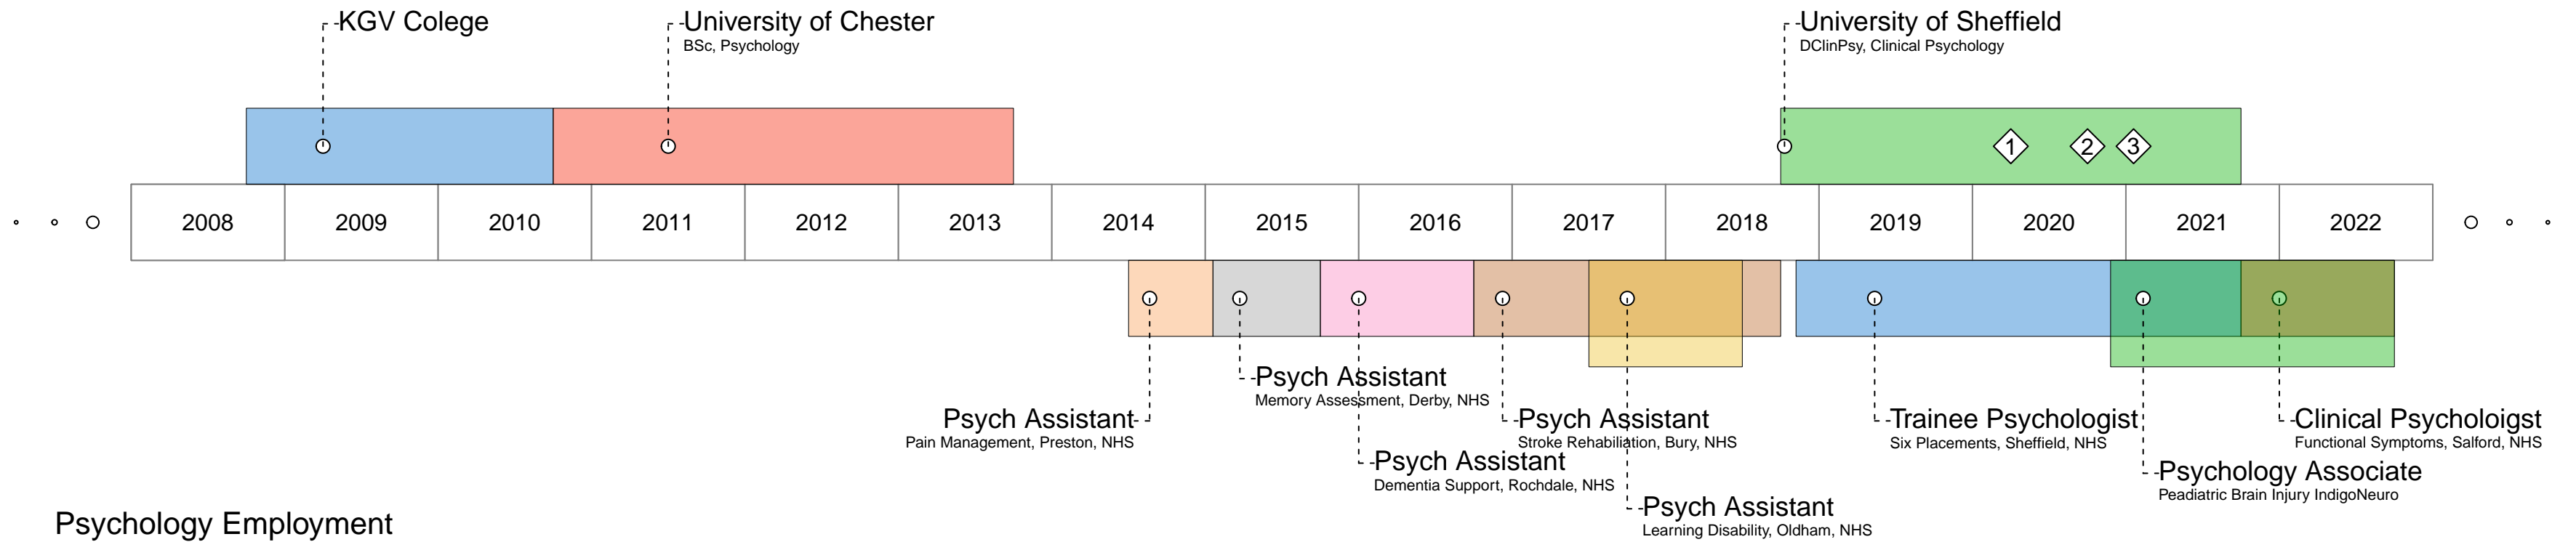 KGV Colege
University of Chester
BSc, Psychology
University of Sheffield
DClinPsy, Clinical Psychology
1 2 3
2008 2009 2010 2011 2012 2013 2014 2015 2016 2017 2018 2019 2020 2021 2022
Psych Assistant
Memory Assessment, Derby, NHS
Psych Assistant
Pain Management, Preston, NHS
Psych Assistant
Stroke Rehabiliation, Bury, NHS
Trainee Psychologist
Six Placements, Sheffield, NHS
Clinical Psycholoigst
Functional Symptoms, Salford, NHS
Psych Assistant
Dementia Support, Rochdale, NHS
Psychology Associate
Peadiatric Brain Injury IndigoNeuro
Psych Assistant
Learning Disability, Oldham, NHS
Psychology Employment